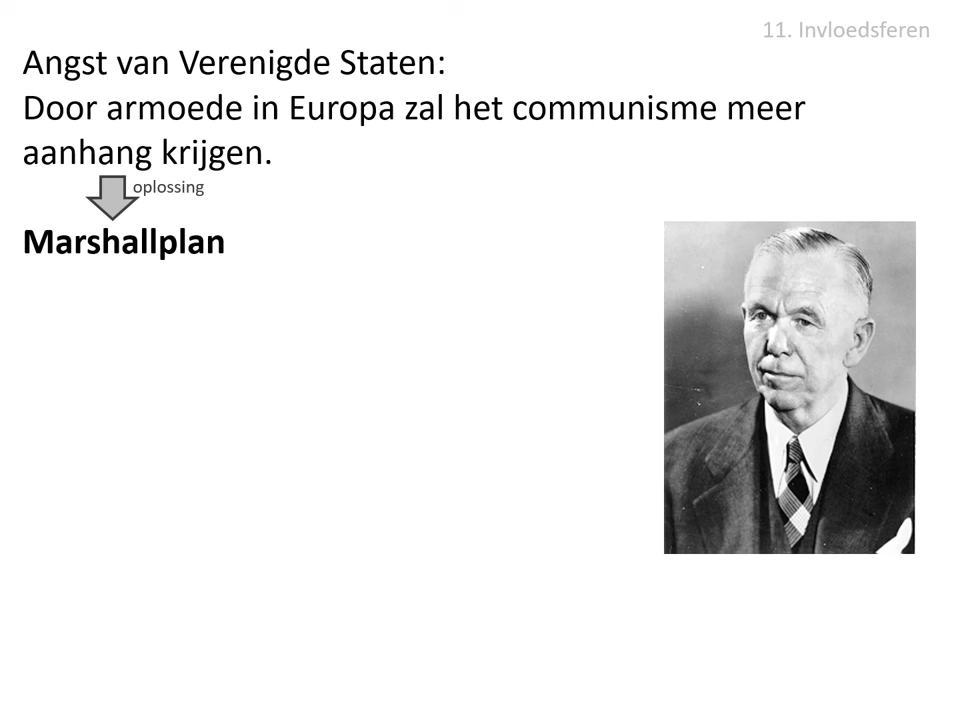 11. Invloedsferen
Angst van Verenigde Staten:
Door armoede in Europa zal het communisme meer
aanhang krijgen.
oplossing
Marshallplan